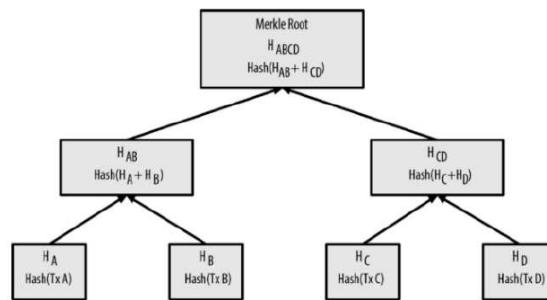 Merkle Root
H ABCD
Hash(H AB + H CD)
H AB
Hash(H A + H B)
H CD
Hash(H C+H D)
H A
Hash(Tx A)
H B
Hash(Tx B)
H C
Hash(Tx C)
H D
Hash(Tx D)